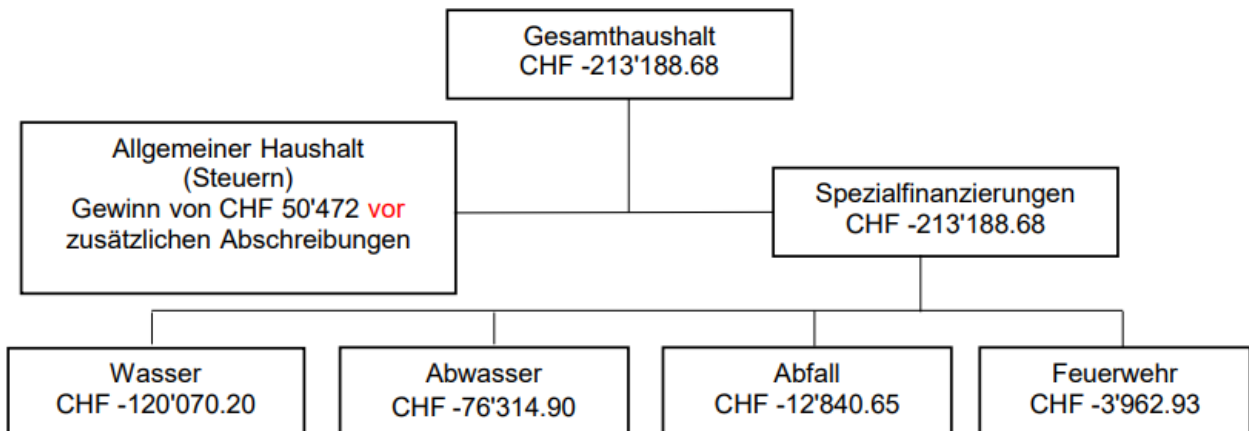 Gesamthaushalt
CHF -213'188.68
Allgemeiner Haushalt
(Steuern)
Gewinn von CHF 50'472 vor
zusätzlichen Abschreibungen
Spezialfinanzierungen
CHF -213'188.68
Wasser
CHF -120'070.20
Abwasser
CHF -76'314.90
Abfall
CHF -12'840.65
Feuerwehr
CHF -3'962.93